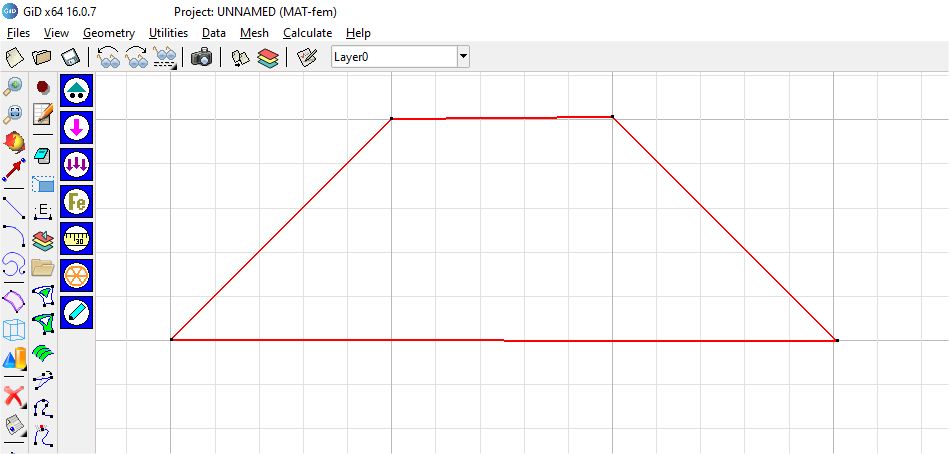 GiD GiD x64 16.0.7 Project: UNNAMED (MAT-fem)
Files View Geometry Utilities Data Mesh Calculate Help
Layer0
E
Fe
30